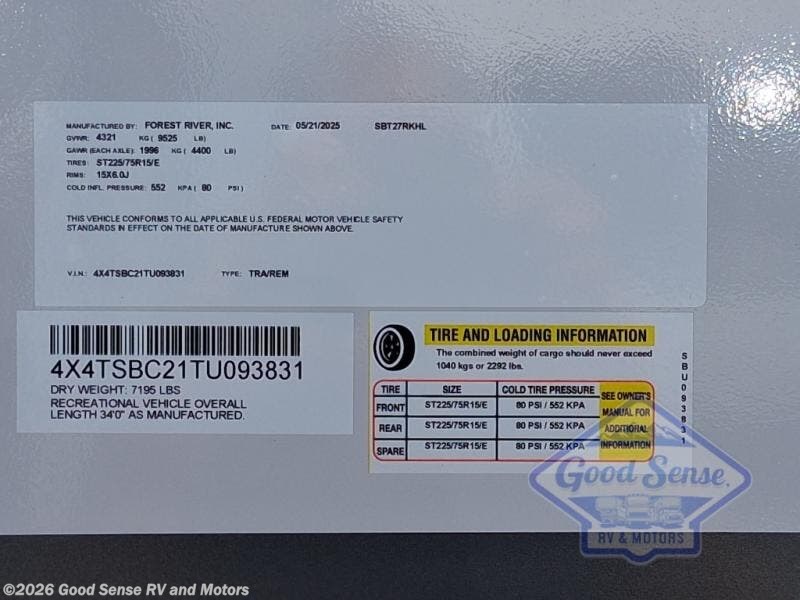 MANUFACTURED BY: FOREST RIVER, INC. DATE: 05/21/2025 SBT27RKHL
GVWR: 4321 KG ( 9525 LB)
GAWR (EACH AXLE): 1996 KG ( 4400 LB)
TIRES: ST225/75R15/E
RIMS: 15X6.0J
COLD INFL. PRESSURE: 552 KPA ( 80 PSI )
THIS VEHICLE CONFORMS TO ALL APPLICABLE U.S. FEDERAL MOTOR VEHICLE SAFETY
STANDARDS IN EFFECT ON THE DATE OF MANUFACTURE SHOWN ABOVE.
V.I.N.: 4X4TSBC21TU093831 TYPE: TRA/REM
4X4TSBC21TU093831
DRY WEIGHT: 7195 LBS
RECREATIONAL VEHICLE OVERALL
LENGTH 34'0" AS MANUFACTURED.
TIRE AND LOADING INFORMATION
The combined weight of cargo should never exceed
1040 kgs or 2292 lbs.
TIRE SIZE COLD TIRE PRESSURE SEE OWNER'S
MANUAL FOR
ADDITIONAL
INFORMATION
FRONT ST225/75R15/E 80 PSI / 552 KPA
REAR ST225/75R15/E 80 PSI / 552 KPA
SPARE ST225/75R15/E 80 PSI / 552 KPA
SBU093831
Good Sense
RV & MOTORS
©2026 Good Sense RV and Motors